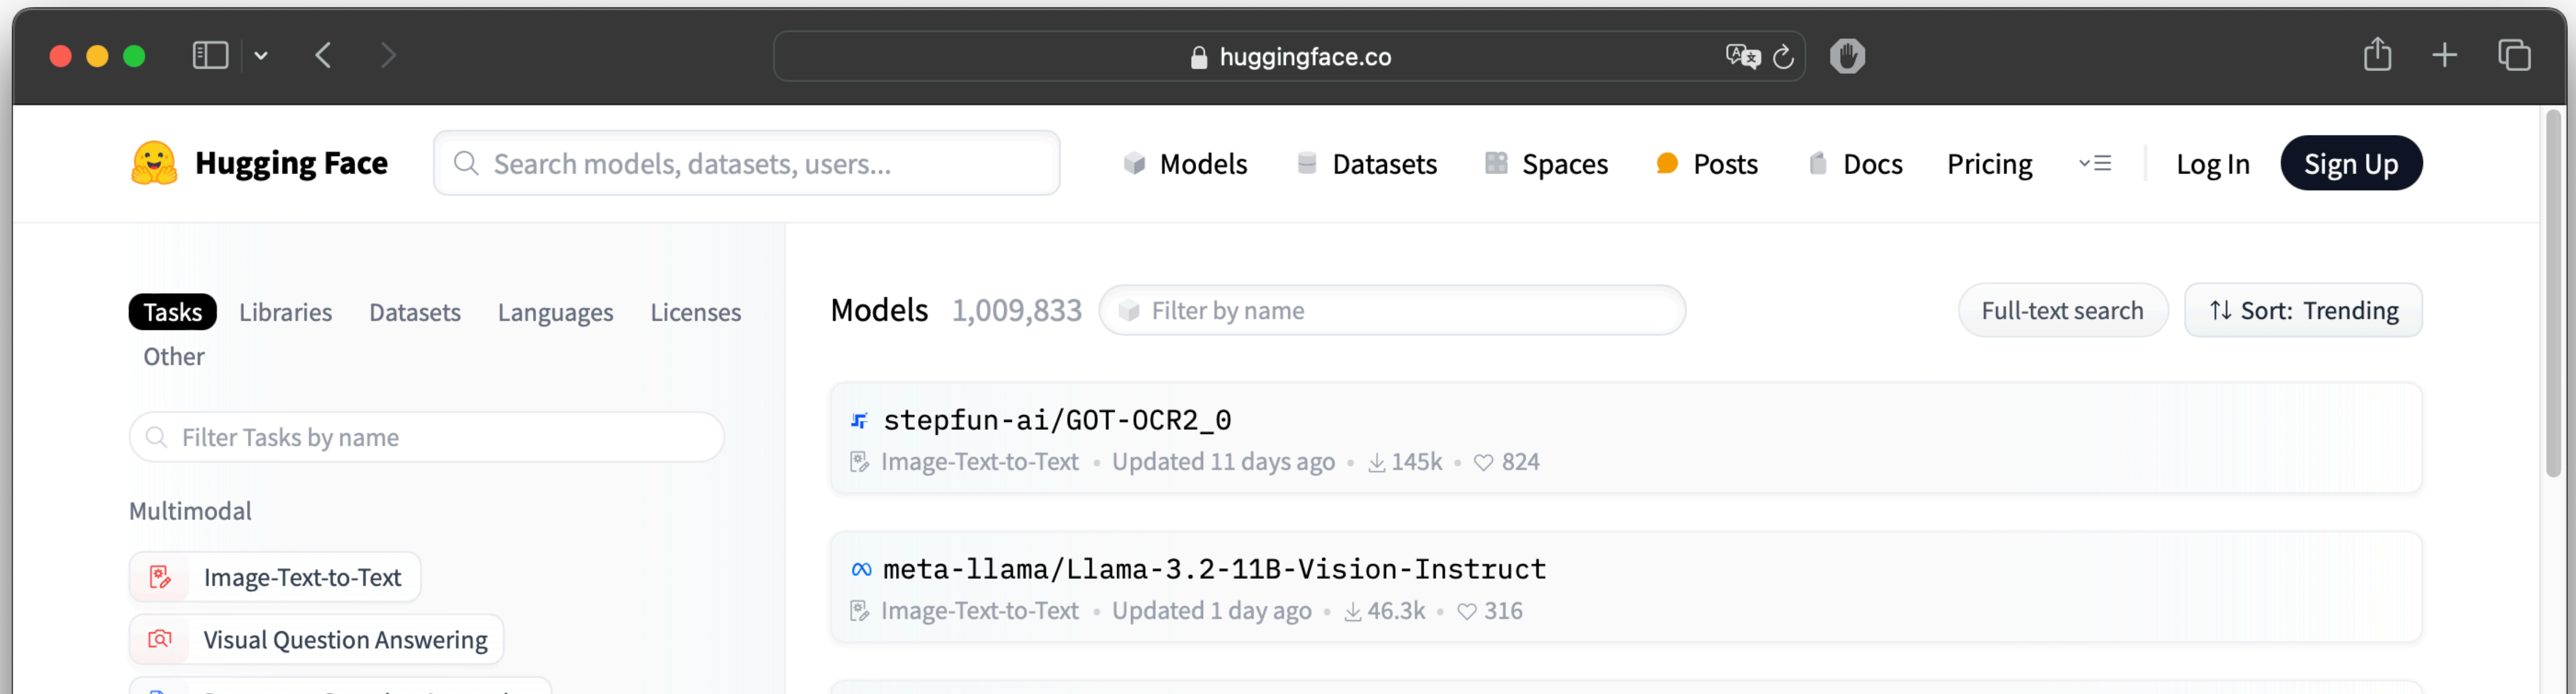 huggingface.co
Hugging Face
Search models, datasets, users...
Models
Datasets
Spaces
Posts
Docs
Pricing
Log In
Sign Up
Tasks
Libraries
Datasets
Languages
Licenses
Other
Filter Tasks by name
Multimodal
Image-Text-to-Text
Visual Question Answering
Models 1,009,833
Filter by name
Full-text search
Sort: Trending
stepfun-ai/GOT-OCR2_0
Image-Text-to-Text • Updated 11 days ago • 145k • 824
meta-llama/Llama-3.2-11B-Vision-Instruct
Image-Text-to-Text • Updated 1 day ago • 46.3k • 316